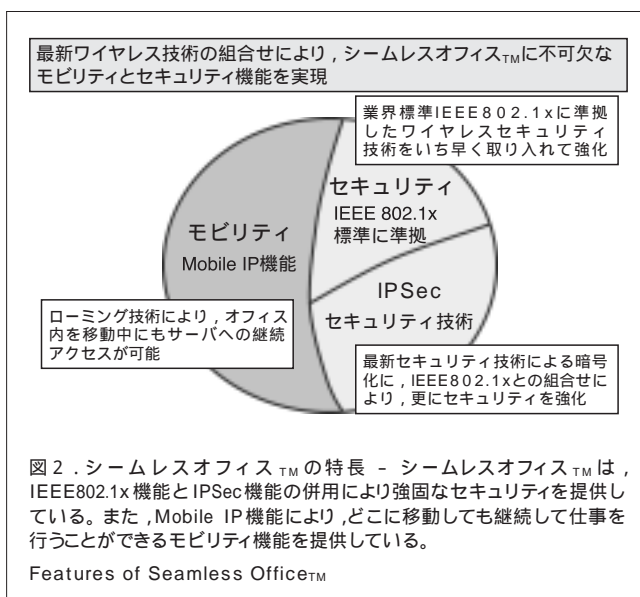 最新ワイヤレス技術の組合せにより，シームレスオフィスTMに不可欠な
モビリティとセキュリティ機能を実現
業界標準IEEE802.1xに準拠
したワイヤレスセキュリティ
技術をいち早く取り入れて強化
セキュリティ
IEEE 802.1x
標準に準拠
モビリティ
Mobile IP機能
IPSec
セキュリティ技術
ローミング技術により，オフィス
内を移動中にもサーバへの継続
アクセスが可能
最新セキュリティ技術による暗号
化に，IEEE802.1xとの組合せに
より，更にセキュリティを強化
図２．シームレスオフィスTMの特長 － シームレスオフィスTMは，
IEEE802.1x機能とIPSec機能の併用により強固なセキュリティを提供し
ている。また，Mobile IP機能により，どこに移動しても継続して仕事を
行うことができるモビリティ機能を提供している。
Features of Seamless OfficeTM